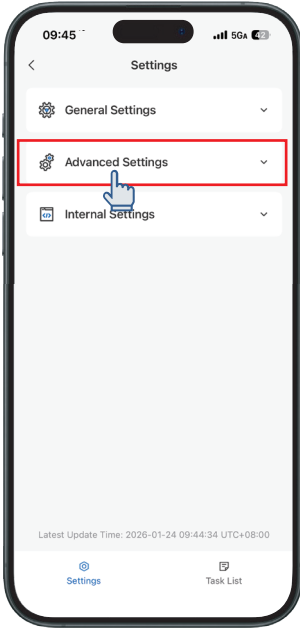 09:45
5GA 42
Settings
General Settings
Advanced Settings
Internal Settings
Latest Update Time: 2026-01-24 09:44:34 UTC+08:00
Settings
Task List